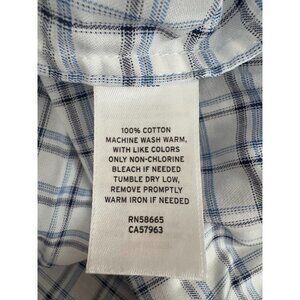 100% COTTON
MACHINE WASH WARM,
WITH LIKE COLORS
ONLY NON-CHLORINE
BLEACH IF NEEDED
TUMBLE DRY LOW,
REMOVE PROMPTLY
WARM IRON IF NEEDED
RN58665
CA57963